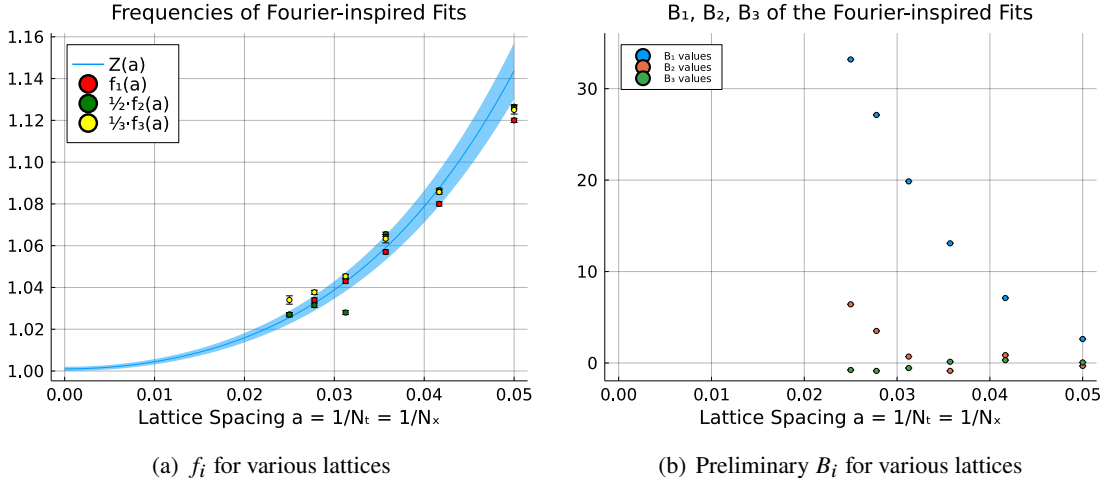 Frequencies of Fourier-inspired Fits
1.16
1.14
1.12
1.10
1.08
1.06
1.04
1.02
1.00
Z(a)
f₁(a)
½·f₂(a)
⅓·f₃(a)
0.00 0.01 0.02 0.03 0.04 0.05
Lattice Spacing a = 1/Nₜ = 1/Nₓ
(a) fᵢ for various lattices
B₁, B₂, B₃ of the Fourier-inspired Fits
30
20
10
0
B₁ values
B₂ values
B₃ values
0.00 0.01 0.02 0.03 0.04 0.05
Lattice Spacing a = 1/Nₜ = 1/Nₓ
(b) Preliminary Bᵢ for various lattices